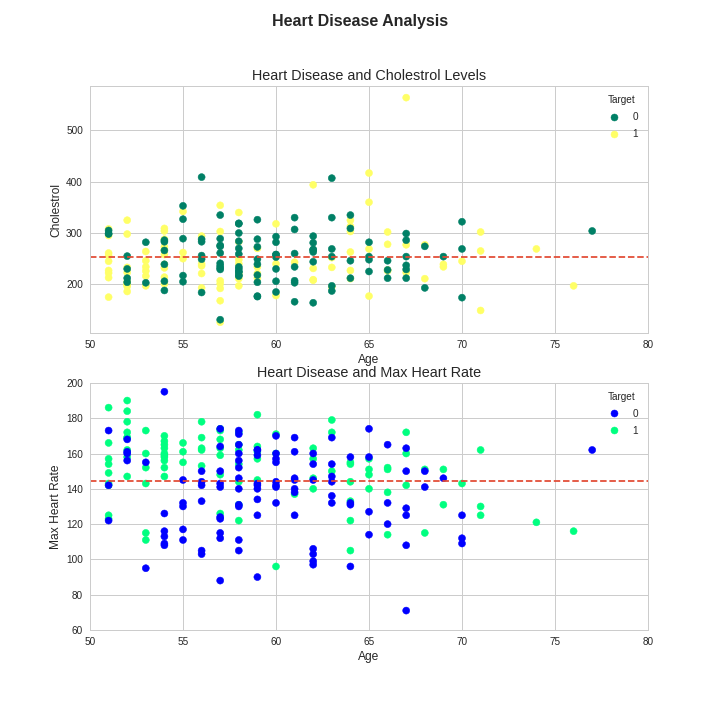 Heart Disease Analysis
Heart Disease and Cholestrol Levels
Target
0
1
Cholestrol
500
400
300
200
50 55 60 65 70 75 80
Age
Heart Disease and Max Heart Rate
Target
0
1
Max Heart Rate
200
180
160
140
120
100
80
60
50 55 60 65 70 75 80
Age